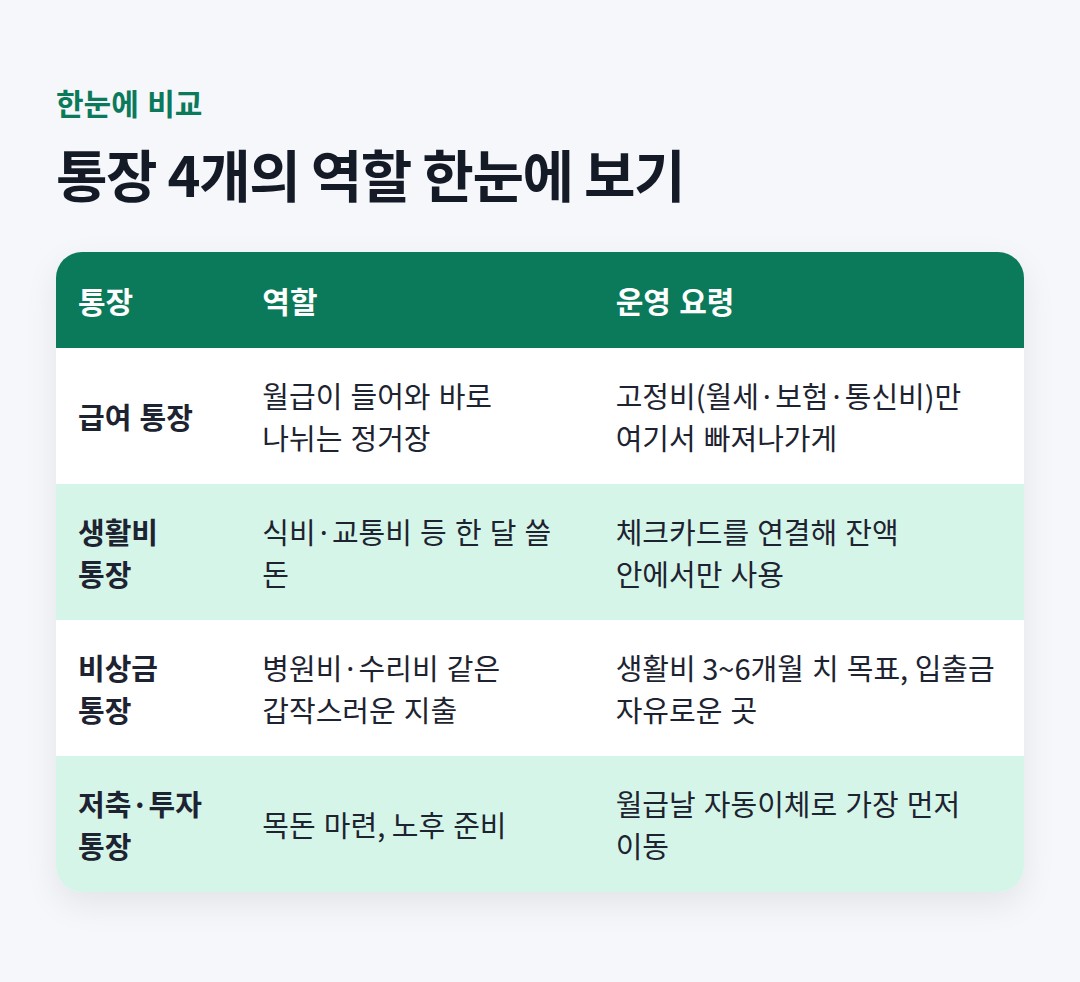 한눈에 비교
통장 4개의 역할 한눈에 보기
통장 역할 운영 요령
급여 통장
월급이 들어와 바로
나뉘는 정거장
고정비(월세·보험·통신비)만
여기서 빠져나가게
생활비
통장
식비·교통비 등 한 달 쓸
돈
체크카드를 연결해 잔액
안에서만 사용
비상금
통장
병원비·수리비 같은
갑작스러운 지출
생활비 3~6개월 치 목표, 입출금
자유로운 곳
저축·투자
통장
목돈 마련, 노후 준비
월급날 자동이체로 가장 먼저
이동